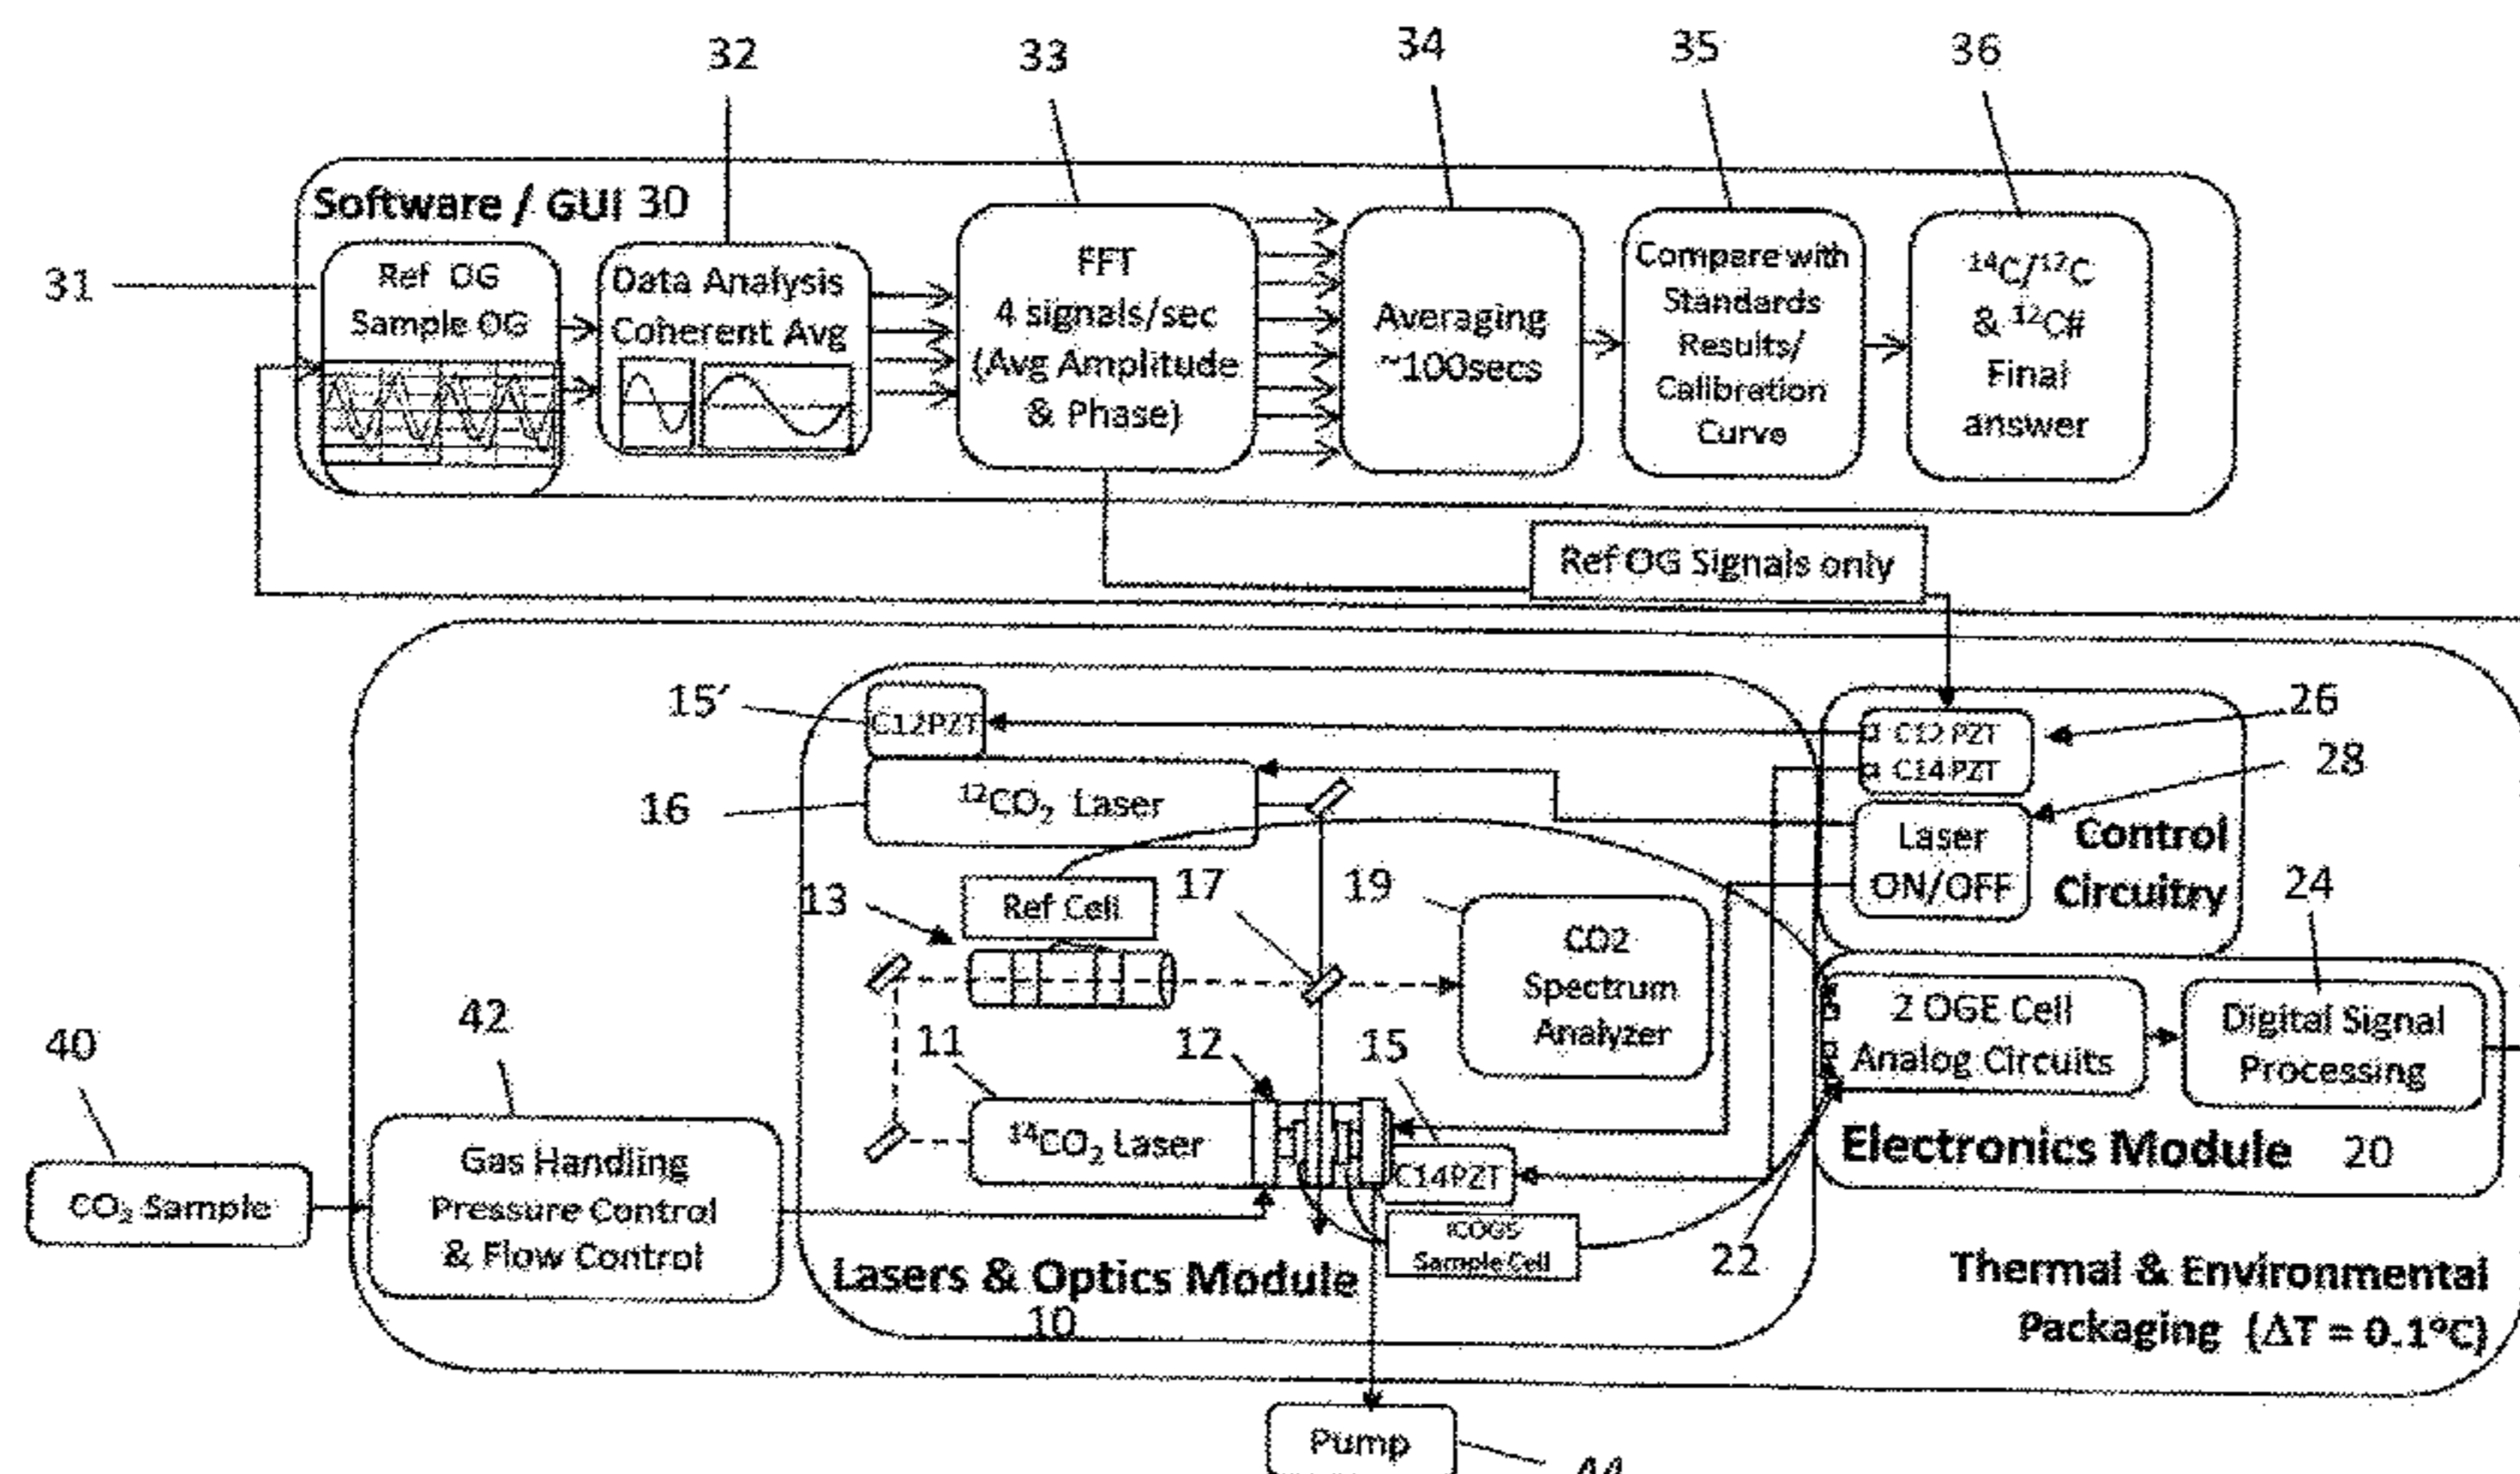 32
33
34
35
36
Software / GUI 30
31
Ref OG
Sample OG
Data Analysis
Coherent Avg
FFT
4 signals/sec
(Avg Amplitude
& Phase)
Averaging
~100secs
Compare with
Standards
Results/
Calibration
Curve
¹⁴C/¹²C
& ¹²C#
Final
answer
Ref OG Signals only
15′
C12PZT
C12 PZT
C14 PZT
26
28
16
¹²CO₂ Laser
Laser
ON/OFF
Control
Circuitry
13
Ref Cell
17
19
CO2
Spectrum
Analyzer
24
2 OGE Cell
Analog Circuits
Digital Signal
Processing
Electronics Module 20
40
42
11
12
15
CO₂ Sample
Gas Handling
Pressure Control
& Flow Control
¹⁴CO₂ Laser
C14PZT
ICOGS
Sample Cell
22
Lasers & Optics Module
10
Thermal & Environmental
Packaging (ΔT = 0.1°C)
Pump
44